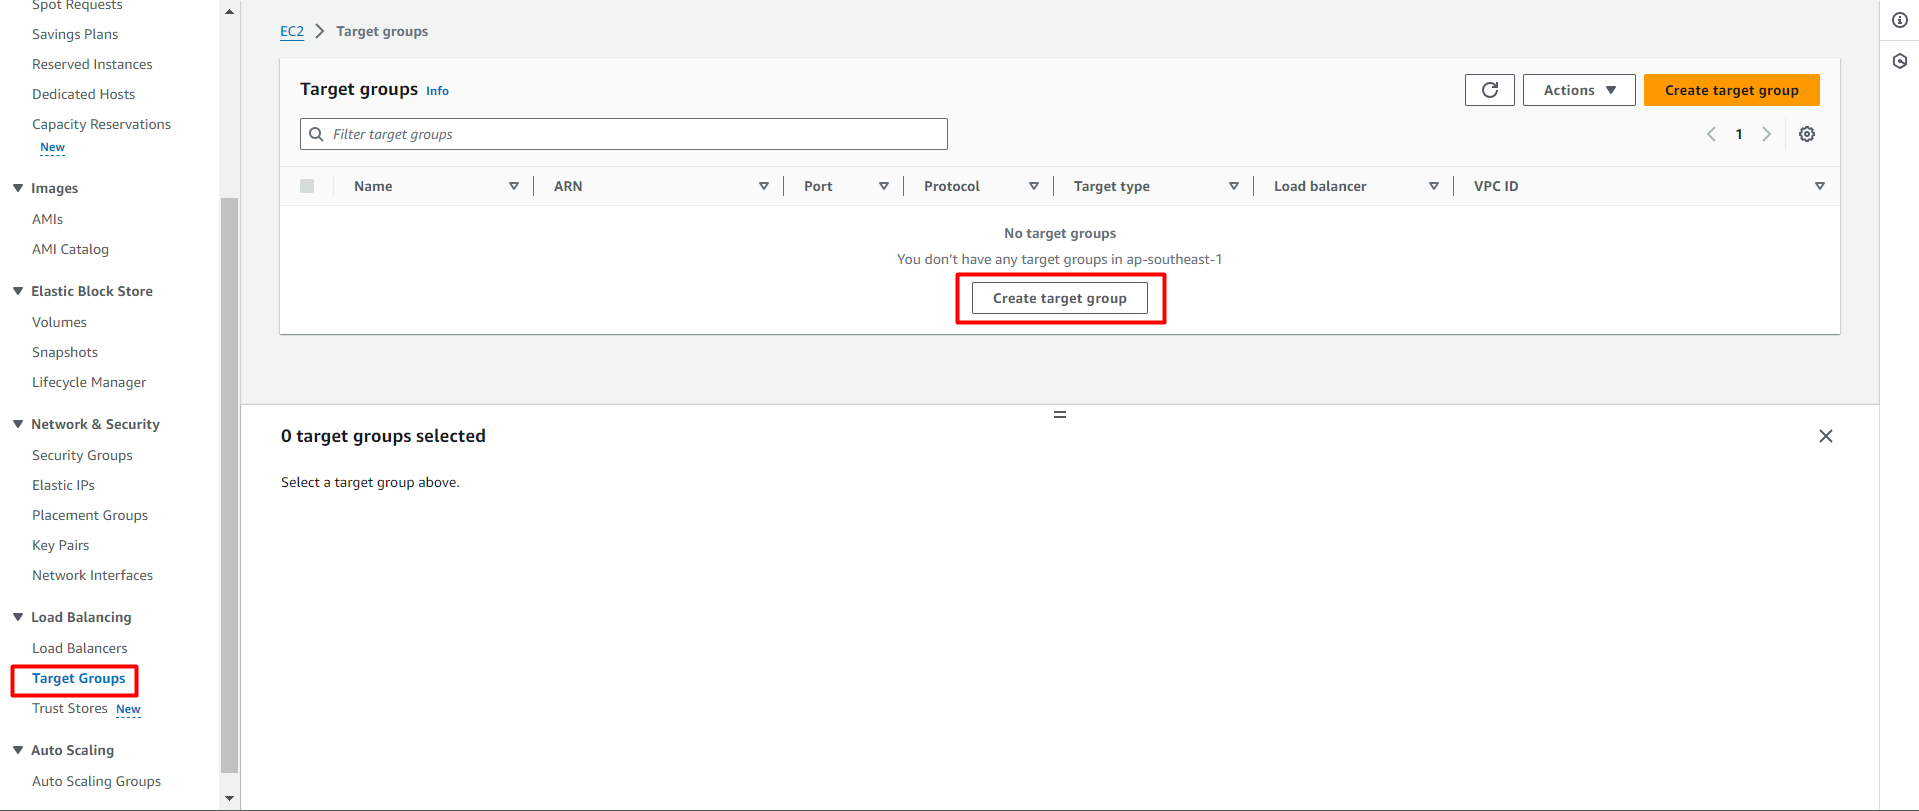 Spot Requests
Savings Plans
Reserved Instances
Dedicated Hosts
Capacity Reservations
New
Images
AMIs
AMI Catalog
Elastic Block Store
Volumes
Snapshots
Lifecycle Manager
Network & Security
Security Groups
Elastic IPs
Placement Groups
Key Pairs
Network Interfaces
Load Balancing
Load Balancers
Target Groups
Trust Stores New
Auto Scaling
Auto Scaling Groups
EC2 Target groups
Target groups Info
Actions Create target group
Filter target groups
1
Name ARN Port Protocol Target type Load balancer VPC ID
No target groups
You don't have any target groups in ap-southeast-1
Create target group
0 target groups selected
Select a target group above.